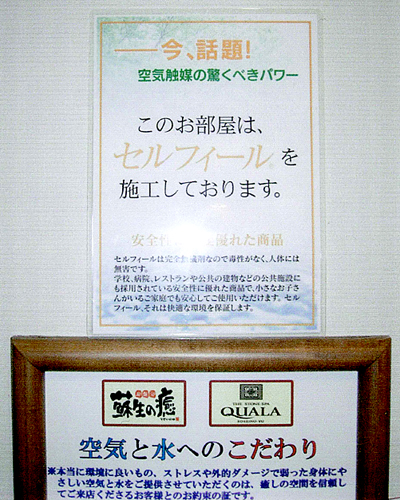 今、話題!
空気触媒の驚くべきパワー
このお部屋は、
セルフィール®を
施工しております。
安全性 優れた商品
セルフィールは完全無機剤なので毒性がなく、人体には
無害です。
学校、病院、レストランや公共の建物などの公共施設に
も採用されている安全性に優れた商品で、小さなお子さ
んがいるご家庭でも安心してご使用いただけます。セル
フィール、それは快適な環境を保証します。
蘇生の癒
THE STONE SPA
QUALA
空気と水へのこだわり
※本当に環境に良いもの、ストレスや外的ダメージで弱った身体にや
さしい空気と水をご提供させていただくのは、癒しの空間を信頼し
てご来店くださるお客様とのお約束の証です。